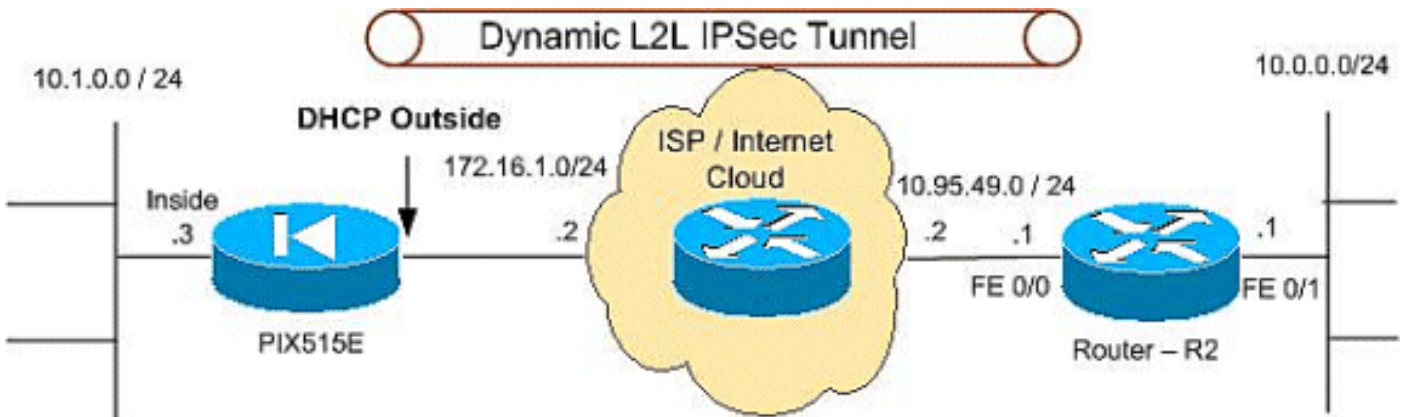 Dynamic L2L IPSec Tunnel
10.1.0.0 / 24
10.0.0.0/24
DHCP Outside
ISP / Internet
Cloud
172.16.1.0/24
10.95.49.0 / 24
Inside
.3
.2
.2
.1
.1
FE 0/0
FE 0/1
PIX515E
Router – R2